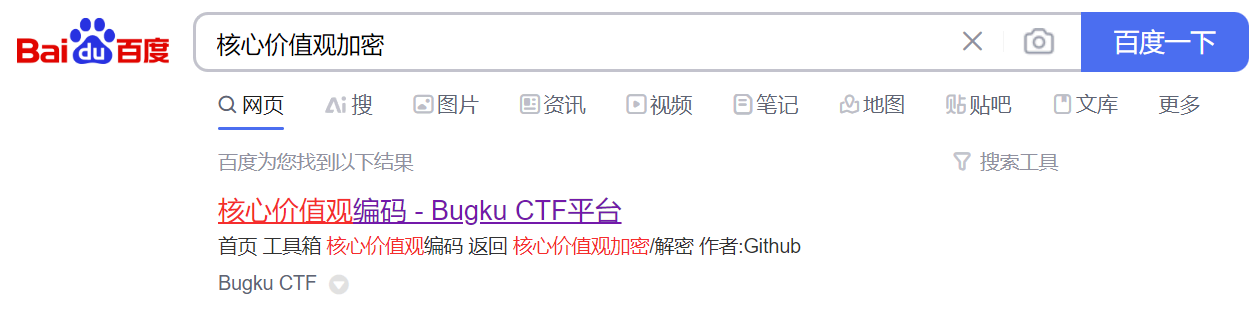 Bai du 百度 核心价值观加密 百度一下
网页 Ai 搜 图片 资讯 视频 笔记 地图 贴 贴吧 文库 更多
百度为您找到以下结果 搜索工具
核心价值观编码 - Bugku CTF平台
首页 工具箱 核心价值观编码 返回 核心价值观加密/解密 作者:Github
Bugku CTF